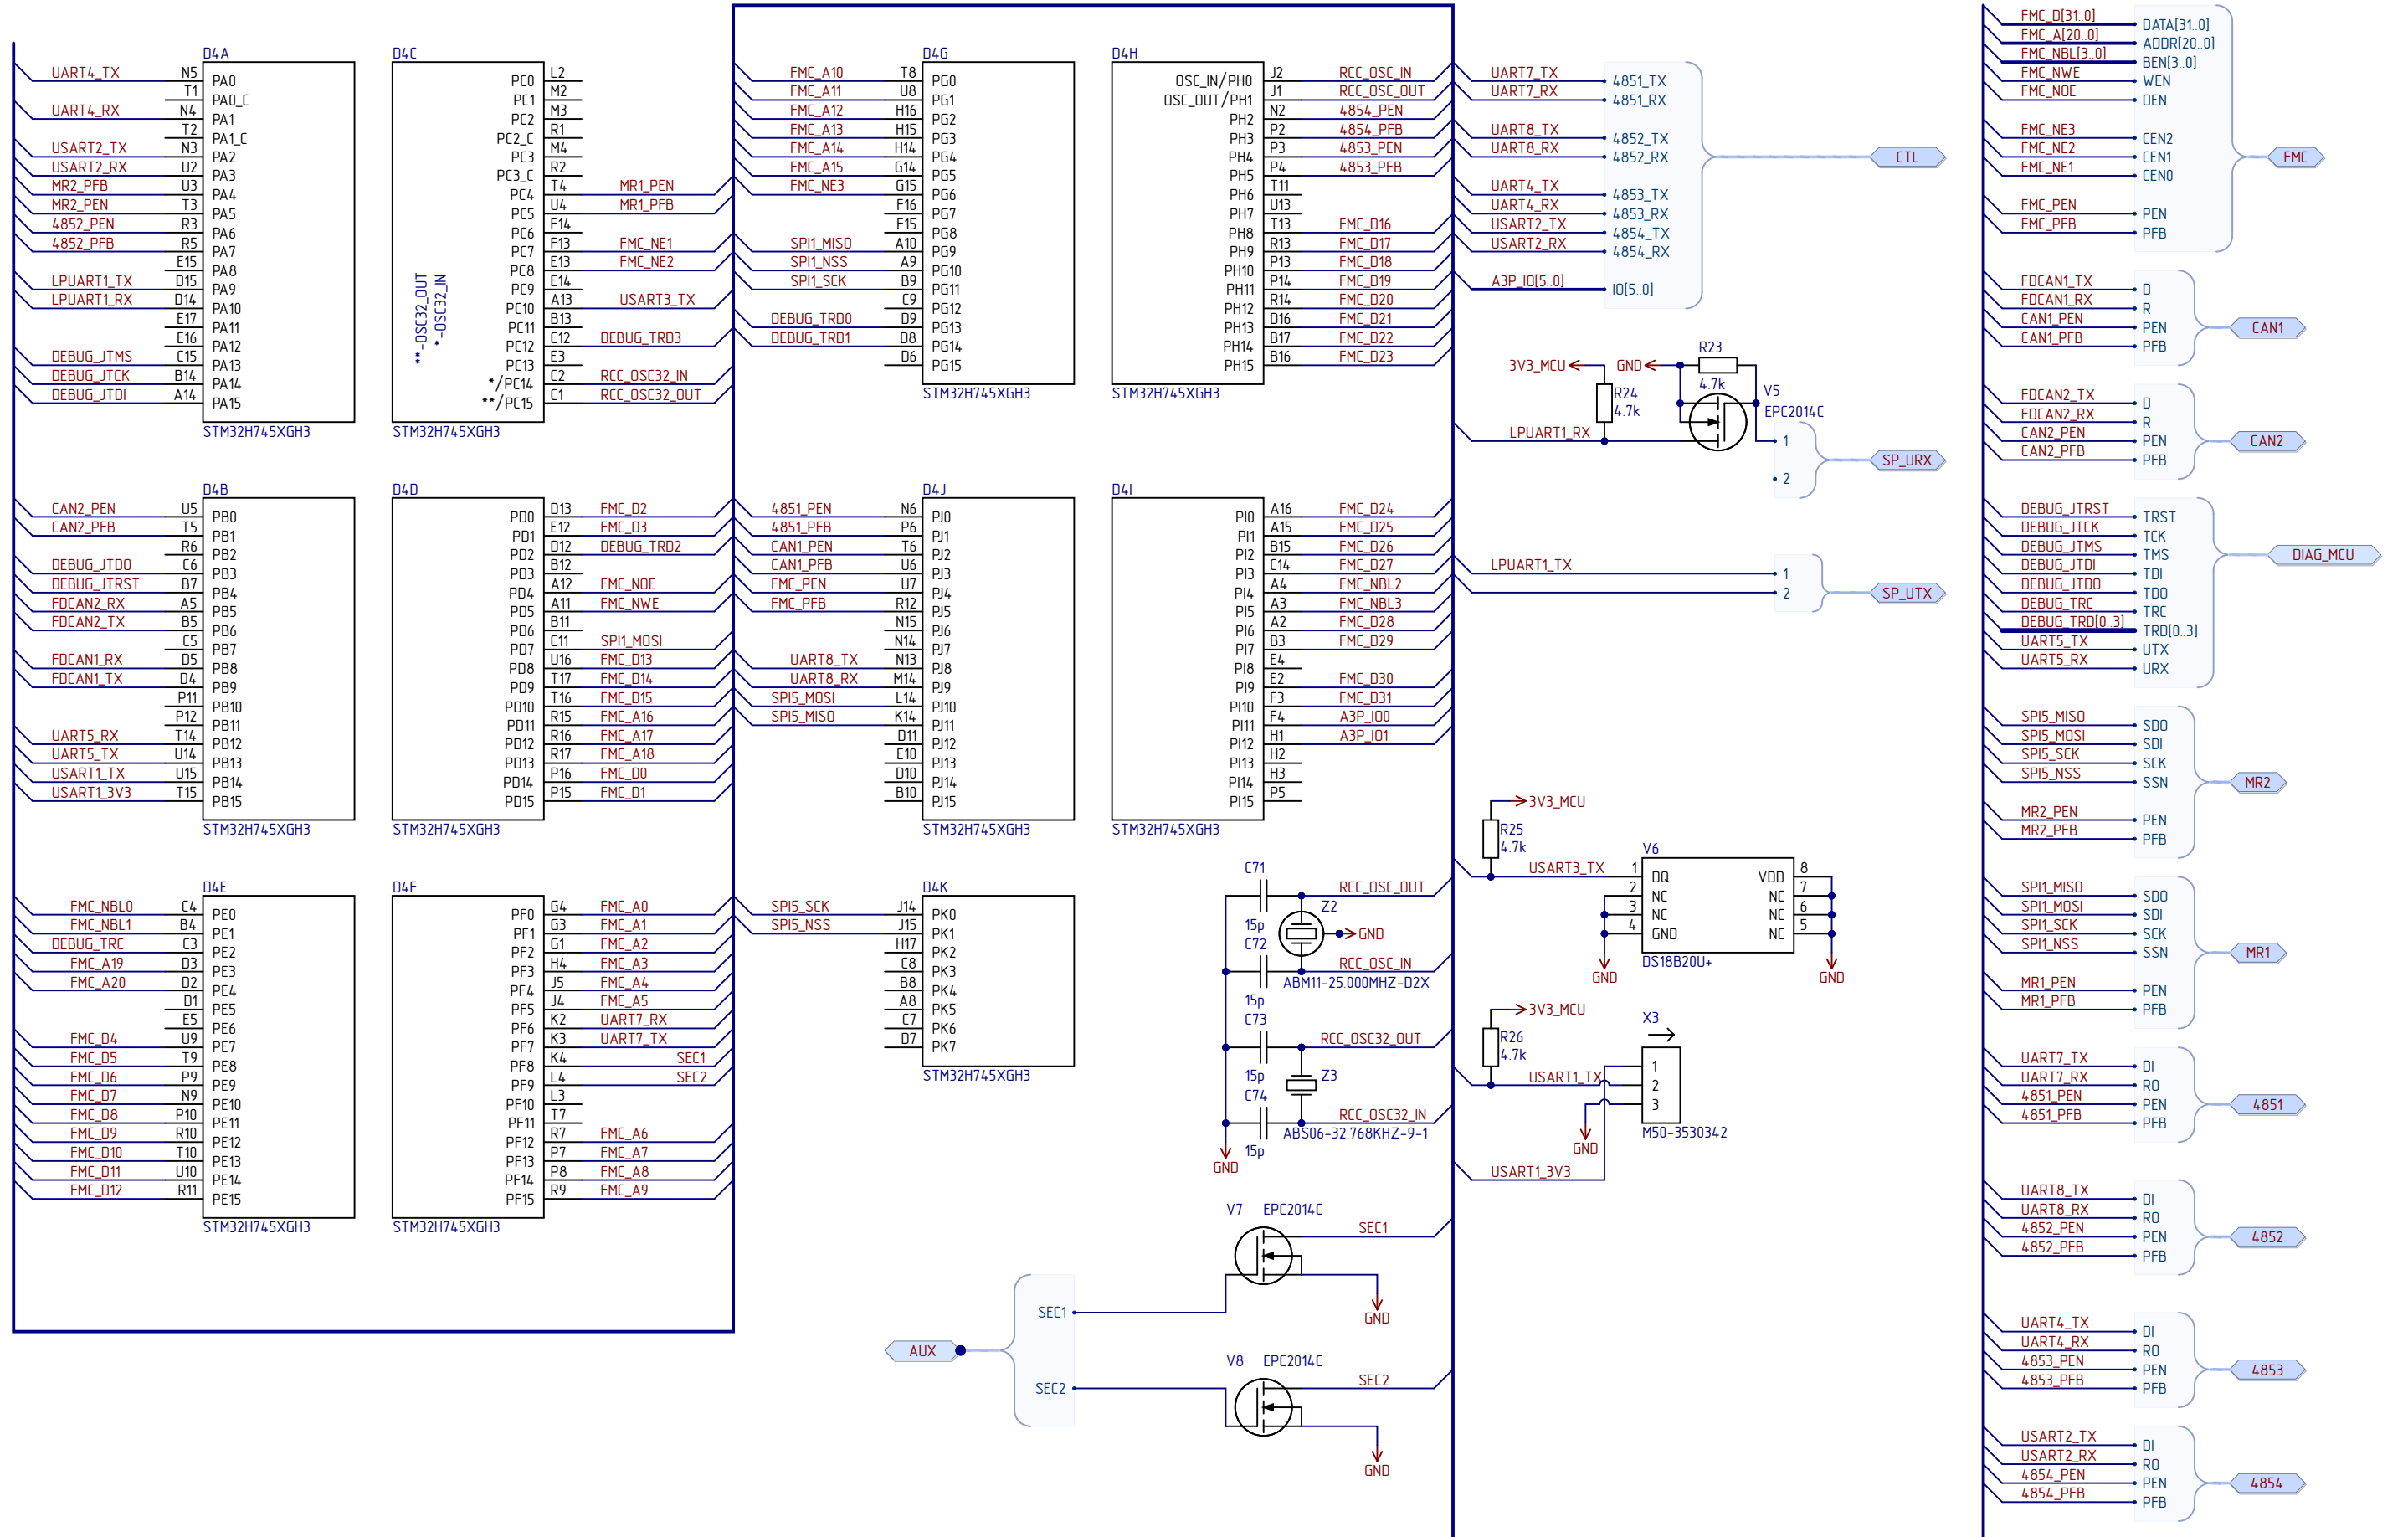 D4A
UART4_TX N5 PA0
T1 PA0_C
UART4_RX N4 PA1
T2 PA1_C
USART2_TX N3 PA2
USART2_RX U2 PA3
MR2_PFB U3 PA4
MR2_PEN T3 PA5
4852_PEN R3 PA6
4852_PFB R5 PA7
E15 PA8
LPUART1_TX D15 PA9
LPUART1_RX D14 PA10
E17 PA11
E16 PA12
DEBUG_JTMS C15 PA13
DEBUG_JTCK B14 PA14
DEBUG_JTDI A14 PA15
STM32H745XGH3
D4C
PC0 L2
PC1 M2
PC2 M3
PC2_C R1
PC3 M4
PC3_C R2
PC4 T4 MR1_PEN
PC5 U4 MR1_PFB
PC6 F14
PC7 F13 FMC_NE1
PC8 E13 FMC_NE2
PC9 E14
PC10 A13 USART3_TX
PC11 B13
PC12 C12 DEBUG_TRD3
PC13 E3
*/PC14 C2 RCC_OSC32_IN
**/PC15 C1 RCC_OSC32_OUT
**-OSC32_OUT
*-OSC32_IN
STM32H745XGH3
D4G
FMC_A10 T8 PG0
FMC_A11 U8 PG1
FMC_A12 H16 PG2
FMC_A13 H15 PG3
FMC_A14 H14 PG4
FMC_A15 G14 PG5
FMC_NE3 G15 PG6
F16 PG7
F15 PG8
SPI1_MISO A10 PG9
SPI1_NSS A9 PG10
SPI1_SCK B9 PG11
C9 PG12
DEBUG_TRD0 D9 PG13
DEBUG_TRD1 D8 PG14
D6 PG15
STM32H745XGH3
D4H
OSC_IN/PH0 J2 RCC_OSC_IN
OSC_OUT/PH1 J1 RCC_OSC_OUT
PH2 N2 4854_PEN
PH3 P2 4854_PFB
PH4 P3 4853_PEN
PH5 P4 4853_PFB
PH6 T11
PH7 U13
PH8 T13 FMC_D16
PH9 R13 FMC_D17
PH10 P13 FMC_D18
PH11 P14 FMC_D19
PH12 R14 FMC_D20
PH13 D16 FMC_D21
PH14 B17 FMC_D22
PH15 B16 FMC_D23
STM32H745XGH3
UART7_TX 4851_TX
UART7_RX 4851_RX
UART8_TX 4852_TX
UART8_RX 4852_RX
UART4_TX 4853_TX
UART4_RX 4853_RX
USART2_TX 4854_TX
USART2_RX 4854_RX
A3P_IO[5..0] IO[5..0]
CTL
3V3_MCU
R24
4.7k
GND
R23
4.7k
V5
EPC2014C
LPUART1_RX
1
2
SP_URX
LPUART1_TX 1
2
SP_UTX
D4B
CAN2_PEN U5 PB0
CAN2_PFB T5 PB1
R6 PB2
DEBUG_JTDO C6 PB3
DEBUG_JTRST B7 PB4
FDCAN2_RX A5 PB5
FDCAN2_TX B5 PB6
C5 PB7
FDCAN1_RX D5 PB8
FDCAN1_TX D4 PB9
P11 PB10
P12 PB11
UART5_RX T14 PB12
UART5_TX U14 PB13
USART1_TX U15 PB14
USART1_3V3 T15 PB15
STM32H745XGH3
D4D
PD0 D13 FMC_D2
PD1 E12 FMC_D3
PD2 D12 DEBUG_TRD2
PD3 B12
PD4 A12 FMC_NOE
PD5 A11 FMC_NWE
PD6 B11
PD7 C11 SPI1_MOSI
PD8 U16 FMC_D13
PD9 T17 FMC_D14
PD10 T16 FMC_D15
PD11 R15 FMC_A16
PD12 R16 FMC_A17
PD13 R17 FMC_A18
PD14 P16 FMC_D0
PD15 P15 FMC_D1
STM32H745XGH3
D4J
4851_PEN N6 PJ0
4851_PFB P6 PJ1
CAN1_PEN T6 PJ2
CAN1_PFB U6 PJ3
FMC_PEN U7 PJ4
FMC_PFB R12 PJ5
N15 PJ6
N14 PJ7
UART8_TX N13 PJ8
UART8_RX M14 PJ9
SPI5_MOSI L14 PJ10
SPI5_MISO K14 PJ11
D11 PJ12
E10 PJ13
D10 PJ14
B10 PJ15
STM32H745XGH3
D4I
PI0 A16 FMC_D24
PI1 A15 FMC_D25
PI2 B15 FMC_D26
PI3 C14 FMC_D27
PI4 A4 FMC_NBL2
PI5 A3 FMC_NBL3
PI6 A2 FMC_D28
PI7 B3 FMC_D29
PI8 E4
PI9 E2 FMC_D30
PI10 F3 FMC_D31
PI11 F4 A3P_IO0
PI12 H1 A3P_IO1
PI13 H2
PI14 H3
PI15 P5
STM32H745XGH3
D4E
FMC_NBL0 C4 PE0
FMC_NBL1 B4 PE1
DEBUG_TRC C3 PE2
FMC_A19 D3 PE3
FMC_A20 D2 PE4
D1 PE5
E5 PE6
FMC_D4 U9 PE7
FMC_D5 T9 PE8
FMC_D6 P9 PE9
FMC_D7 N9 PE10
FMC_D8 P10 PE11
FMC_D9 R10 PE12
FMC_D10 T10 PE13
FMC_D11 U10 PE14
FMC_D12 R11 PE15
STM32H745XGH3
D4F
PF0 G4 FMC_A0
PF1 G3 FMC_A1
PF2 G1 FMC_A2
PF3 H4 FMC_A3
PF4 J5 FMC_A4
PF5 J4 FMC_A5
PF6 K2 UART7_RX
PF7 K3 UART7_TX
PF8 K4 SEC1
PF9 L4 SEC2
PF10 L3
PF11 T7
PF12 R7 FMC_A6
PF13 P7 FMC_A7
PF14 P8 FMC_A8
PF15 R9 FMC_A9
STM32H745XGH3
D4K
SPI5_SCK J14 PK0
SPI5_NSS J15 PK1
H17 PK2
C8 PK3
B8 PK4
A8 PK5
C7 PK6
D7 PK7
STM32H745XGH3
C71
RCC_OSC_OUT
15p
Z2
GND
C72
RCC_OSC_IN
ABM11-25.000MHZ-D2X
15p
C73
RCC_OSC32_OUT
15p
Z3
C74
RCC_OSC32_IN
ABS06-32.768KHZ-9-1
15p
GND
3V3_MCU
R25
4.7k
V6
USART3_TX 1 DQ VDD 8
2 NC NC 7
3 NC NC 6
4 GND NC 5
DS18B20U+
GND
GND
3V3_MCU
R26
4.7k
X3
1
USART1_TX 2
3
GND
M50-3530342
USART1_3V3
V7 EPC2014C
SEC1
GND
SEC1
AUX
SEC2
V8 EPC2014C
SEC2
GND
FMC_D[31..0] DATA[31..0]
FMC_A[20..0] ADDR[20..0]
FMC_NBL[3..0] BEN[3..0]
FMC_NWE WEN
FMC_NOE OEN
FMC_NE3 CEN2
FMC_NE2 CEN1
FMC_NE1 CEN0
FMC_PEN PEN
FMC_PFB PFB
FMC
FDCAN1_TX D
FDCAN1_RX R
CAN1_PEN PEN
CAN1_PFB PFB
CAN1
FDCAN2_TX D
FDCAN2_RX R
CAN2_PEN PEN
CAN2_PFB PFB
CAN2
DEBUG_JTRST TRST
DEBUG_JTCK TCK
DEBUG_JTMS TMS
DEBUG_JTDI TDI
DEBUG_JTDO TDO
DEBUG_TRC TRC
DEBUG_TRD[0..3] TRD[0..3]
UART5_TX UTX
UART5_RX URX
DIAG_MCU
SPI5_MISO SDO
SPI5_MOSI SDI
SPI5_SCK SCK
SPI5_NSS SSN
MR2_PEN PEN
MR2_PFB PFB
MR2
SPI1_MISO SDO
SPI1_MOSI SDI
SPI1_SCK SCK
SPI1_NSS SSN
MR1_PEN PEN
MR1_PFB PFB
MR1
UART7_TX DI
UART7_RX RO
4851_PEN PEN
4851_PFB PFB
4851
UART8_TX DI
UART8_RX RO
4852_PEN PEN
4852_PFB PFB
4852
UART4_TX DI
UART4_RX RO
4853_PEN PEN
4853_PFB PFB
4853
USART2_TX DI
USART2_RX RO
4854_PEN PEN
4854_PFB PFB
4854